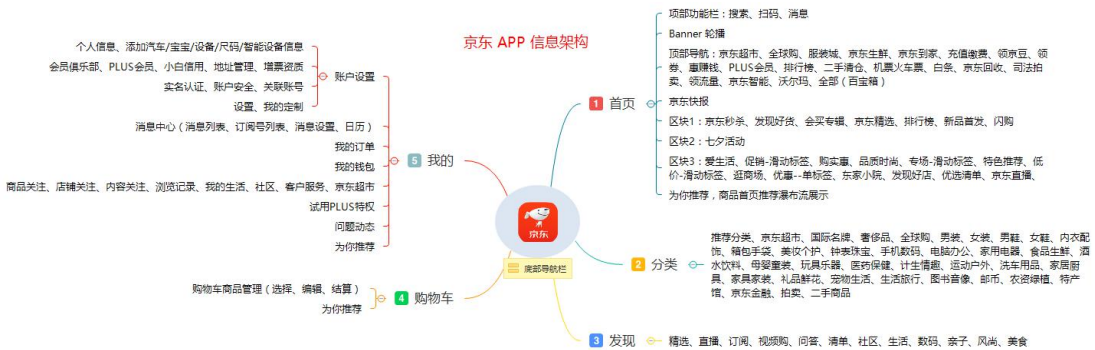 京东 APP 信息架构
1 首页
顶部功能栏：搜索、扫码、消息
Banner 轮播
顶部导航：京东超市、全球购、服装城、京东生鲜、京东到家、充值缴费、领京豆、领
券、惠赚钱、PLUS会员、排行榜、二手清仓、机票火车票、白条、京东回收、司法拍
卖、领流量、京东智能、沃尔玛、全部（百宝箱）
京东快报
区块1：京东秒杀、发现好货、会买专辑、京东精选、排行榜、新品首发、闪购
区块2：七夕活动
区块3：爱生活、促销-滑动标签、购实惠、品质时尚、专场-滑动标签、特色推荐、低
价-滑动标签、逛商场、优惠--单标签、东家小院、发现好店、优选清单、京东直播、
为你推荐，商品首页推荐瀑布流展示
2 分类
推荐分类、京东超市、国际名牌、奢侈品、全球购、男装、女装、男鞋、女鞋、内衣配
饰、箱包手袋、美妆个护、钟表珠宝、手机数码、电脑办公、家用电器、食品生鲜、酒
水饮料、母婴童装、玩具乐器、医药保健、计生情趣、运动户外、洗车用品、家居厨
具、家具家装、礼品鲜花、宠物生活、生活旅行、图书音像、邮币、农资绿植、特产
馆、京东金融、拍卖、二手商品
3 发现
精选、直播、订阅、视频购、问答、清单、社区、生活、数码、亲子、风尚、美食
4 购物车
购物车商品管理（选择、编辑、结算）
为你推荐
5 我的
账户设置
个人信息、添加汽车/宝宝/设备/尺码/智能设备信息
会员俱乐部、PLUS会员、小白信用、地址管理、增票资质
实名认证、账户安全、关联账号
设置、我的定制
消息中心（消息列表、订阅号列表、消息设置、日历）
我的订单
我的钱包
商品关注、店铺关注、内容关注、浏览记录、我的生活、社区、客户服务、京东超市
试用PLUS特权
问题动态
为你推荐
京东
底部导航栏